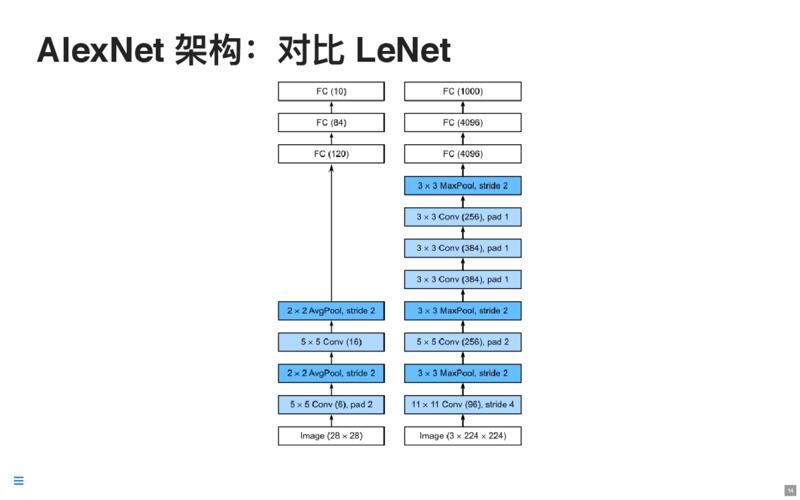 AlexNet 架构：对比 LeNet
FC (10)
FC (84)
FC (120)
2 × 2 AvgPool, stride 2
5 × 5 Conv (16)
2 × 2 AvgPool, stride 2
5 × 5 Conv (6), pad 2
Image (28 × 28)
FC (1000)
FC (4096)
FC (4096)
3 × 3 MaxPool, stride 2
3 × 3 Conv (256), pad 1
3 × 3 Conv (384), pad 1
3 × 3 Conv (384), pad 1
3 × 3 MaxPool, stride 2
5 × 5 Conv (256), pad 2
3 × 3 MaxPool, stride 2
11 × 11 Conv (96), stride 4
Image (3 × 224 × 224)
14